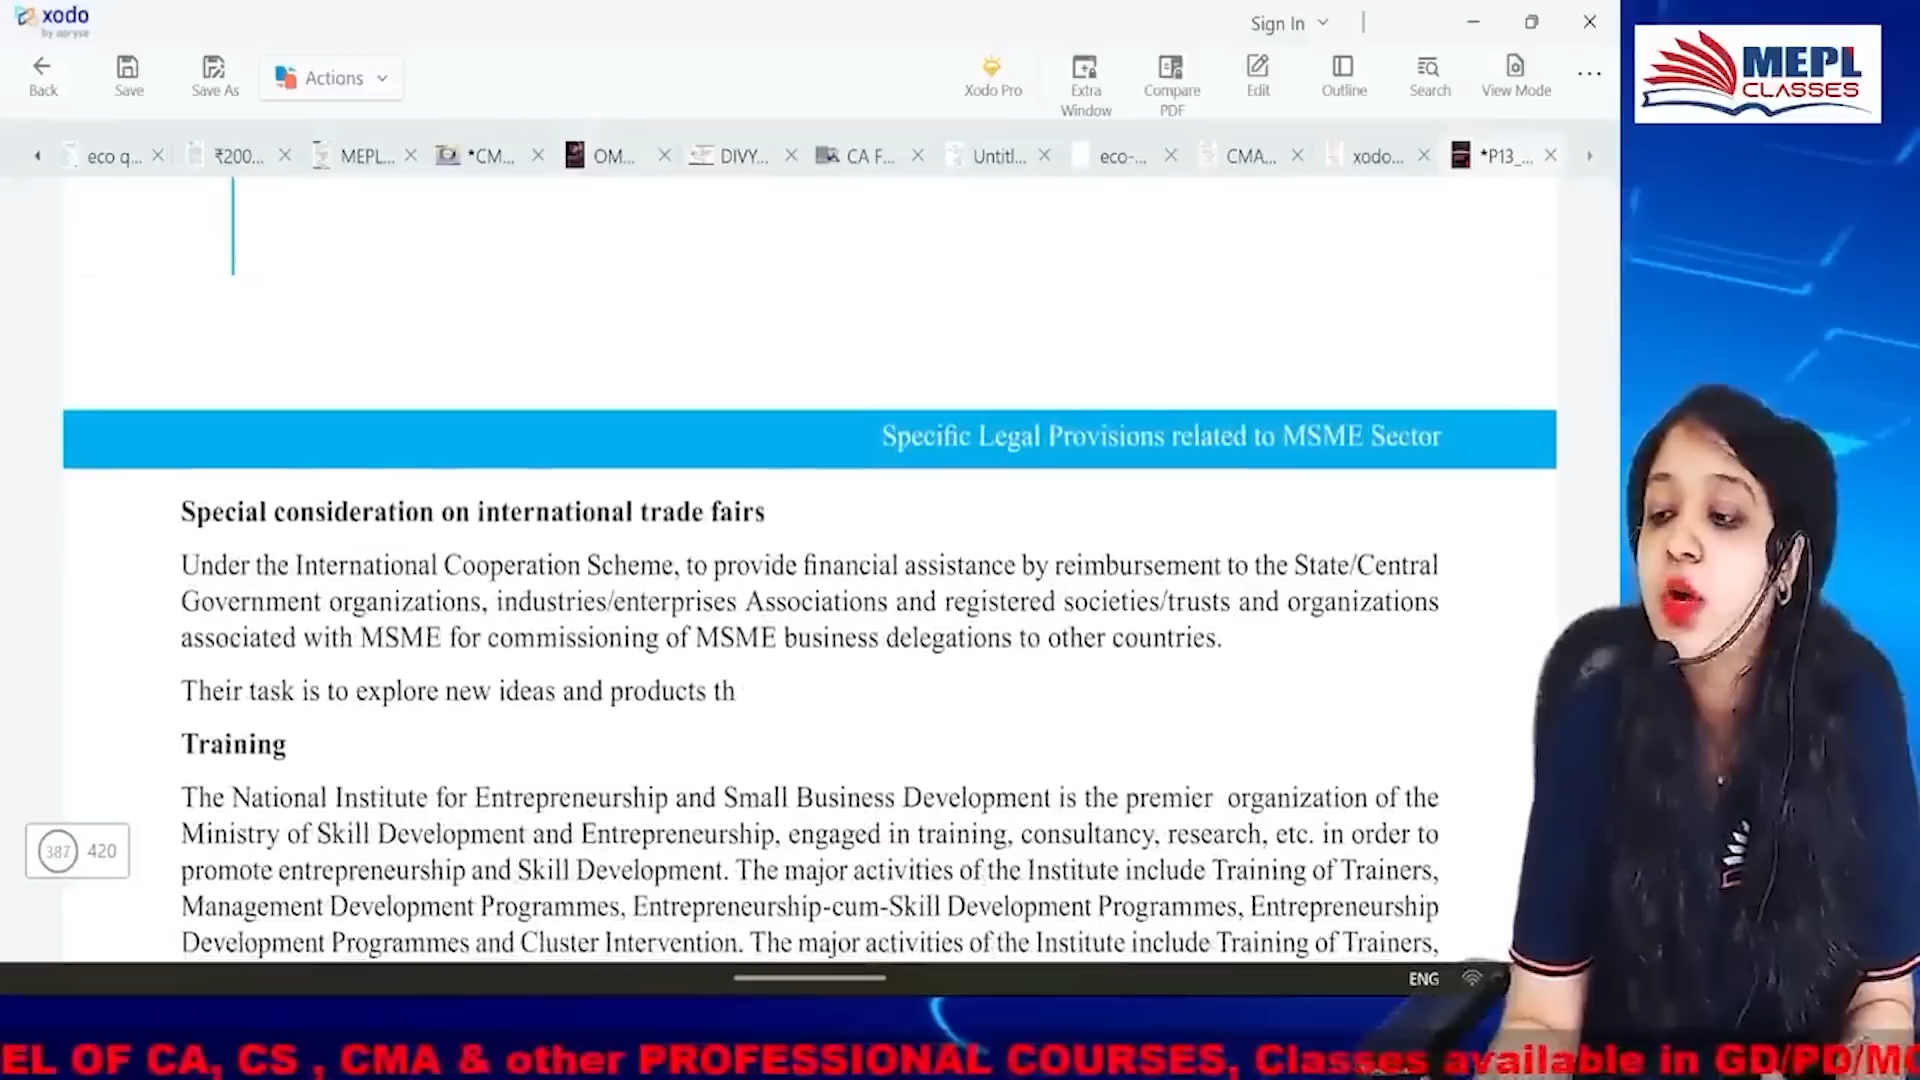 xodo
by apryse
Sign In
Back
Save
Save As
Actions
Xodo Pro
Extra Window
Compare PDF
Edit
Outline
Search
View Mode
eco q...
₹200...
MEPL...
*CM...
OM...
DIVY...
CA F...
Untitl...
eco-...
CMA...
xodo...
*P13_...
MEPL
CLASSES
Specific Legal Provisions related to MSME Sector
Special consideration on international trade fairs
Under the International Cooperation Scheme, to provide financial assistance by reimbursement to the State/Central
Government organizations, industries/enterprises Associations and registered societies/trusts and organizations
associated with MSME for commissioning of MSME business delegations to other countries.
Their task is to explore new ideas and products th
Training
The National Institute for Entrepreneurship and Small Business Development is the premier organization of the
Ministry of Skill Development and Entrepreneurship, engaged in training, consultancy, research, etc. in order to
promote entrepreneurship and Skill Development. The major activities of the Institute include Training of Trainers,
Management Development Programmes, Entrepreneurship-cum-Skill Development Programmes, Entrepreneurship
Development Programmes and Cluster Intervention. The major activities of the Institute include Training of Trainers,
387 420
ENG
EL OF CA, CS , CMA & other PROFESSIONAL COURSES, Classes available in GD/PD/MC